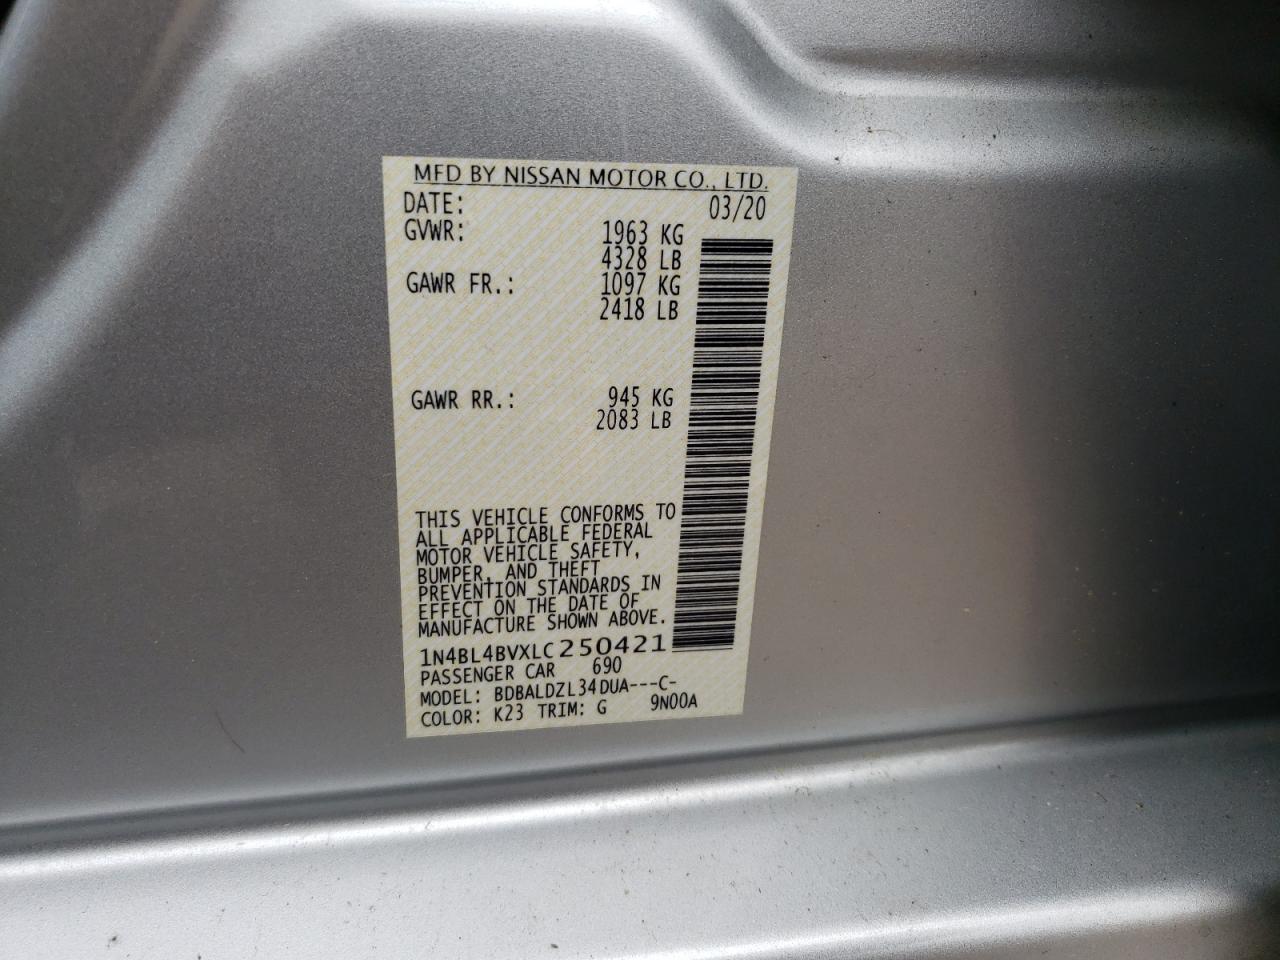 MFD BY NISSAN MOTOR CO., LTD.
DATE: 03/20
GVWR: 1963 KG
4328 LB
GAWR FR.: 1097 KG
2418 LB
GAWR RR.: 945 KG
2083 LB
THIS VEHICLE CONFORMS TO
ALL APPLICABLE FEDERAL
MOTOR VEHICLE SAFETY,
BUMPER, AND THEFT
PREVENTION STANDARDS IN
EFFECT ON THE DATE OF
MANUFACTURE SHOWN ABOVE.
1N4BL4BVXLC250421
PASSENGER CAR 690
MODEL: BDBALDZL34DUA---C-
COLOR: K23 TRIM: G 9N00A